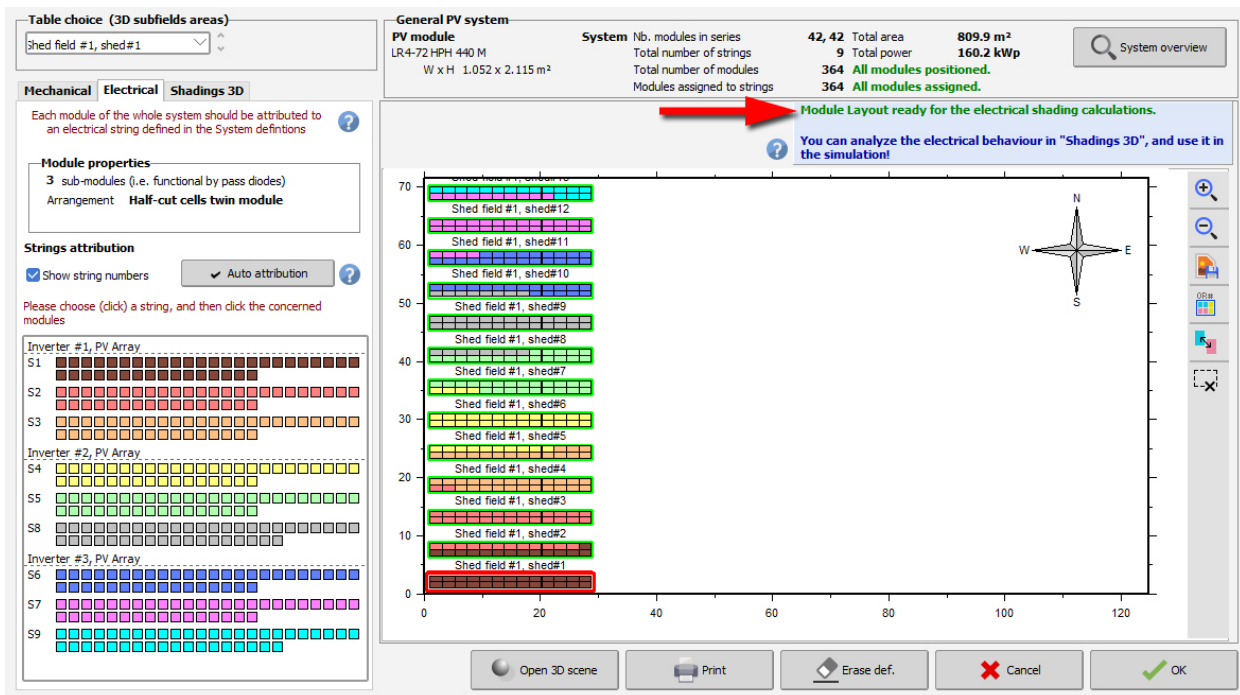 Table choice (3D subfields areas)
Shed field #1, shed#1
Mechanical Electrical Shadings 3D
Each module of the whole system should be attributed to
an electrical string defined in the System defintions
Module properties
3 sub-modules (i.e. functional by pass diodes)
Arrangement Half-cut cells twin module
Strings attribution
Show string numbers
Auto attribution
Please choose (click) a string, and then click the concerned
modules
Inverter #1, PV Array
S1
S2
S3
Inverter #2, PV Array
S4
S5
S8
Inverter #3, PV Array
S6
S7
S9
General PV system
PV module
LR4-72 HPH 440 M
W x H 1.052 x 2.115 m²
System Nb. modules in series 42, 42 Total area 809.9 m²
Total number of strings 9 Total power 160.2 kWp
Total number of modules 364 All modules positioned.
Modules assigned to strings 364 All modules assigned.
System overview
Module Layout ready for the electrical shading calculations.
You can analyze the electrical behaviour in "Shadings 3D", and use it in
the simulation!
70
60
50
40
30
20
10
0
Shed field #1, shed#12
Shed field #1, shed#11
Shed field #1, shed#10
Shed field #1, shed#9
Shed field #1, shed#8
Shed field #1, shed#7
Shed field #1, shed#6
Shed field #1, shed#5
Shed field #1, shed#4
Shed field #1, shed#3
Shed field #1, shed#2
Shed field #1, shed#1
0 20 40 60 80 100 120
N
W E
S
Open 3D scene
Print
Erase def.
Cancel
OK